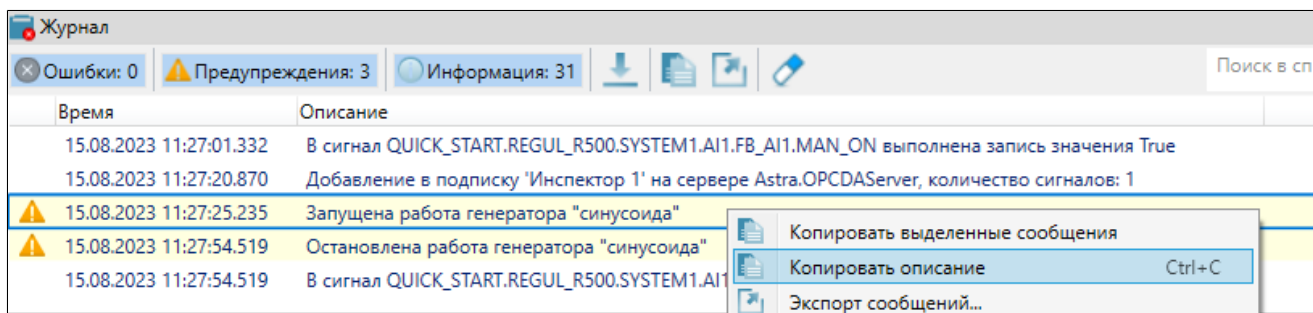 Журнал
Ошибки: 0 Предупреждения: 3 Информация: 31 Поиск в сп
Время Описание
15.08.2023 11:27:01.332 В сигнал QUICK_START.REGUL_R500.SYSTEM1.AI1.FB_AI1.MAN_ON выполнена запись значения True
15.08.2023 11:27:20.870 Добавление в подписку 'Инспектор 1' на сервере Astra.OPCDAServer, количество сигналов: 1
15.08.2023 11:27:25.235 Запущена работа генератора "синусоида"
Копировать выделенные сообщения
15.08.2023 11:27:54.519 Остановлена работа генератора "синусоида"
Копировать описание Ctrl+C
15.08.2023 11:27:54.519 В сигнал QUICK_START.REGUL_R500.SYSTEM1.AI1
Экспорт сообщений...